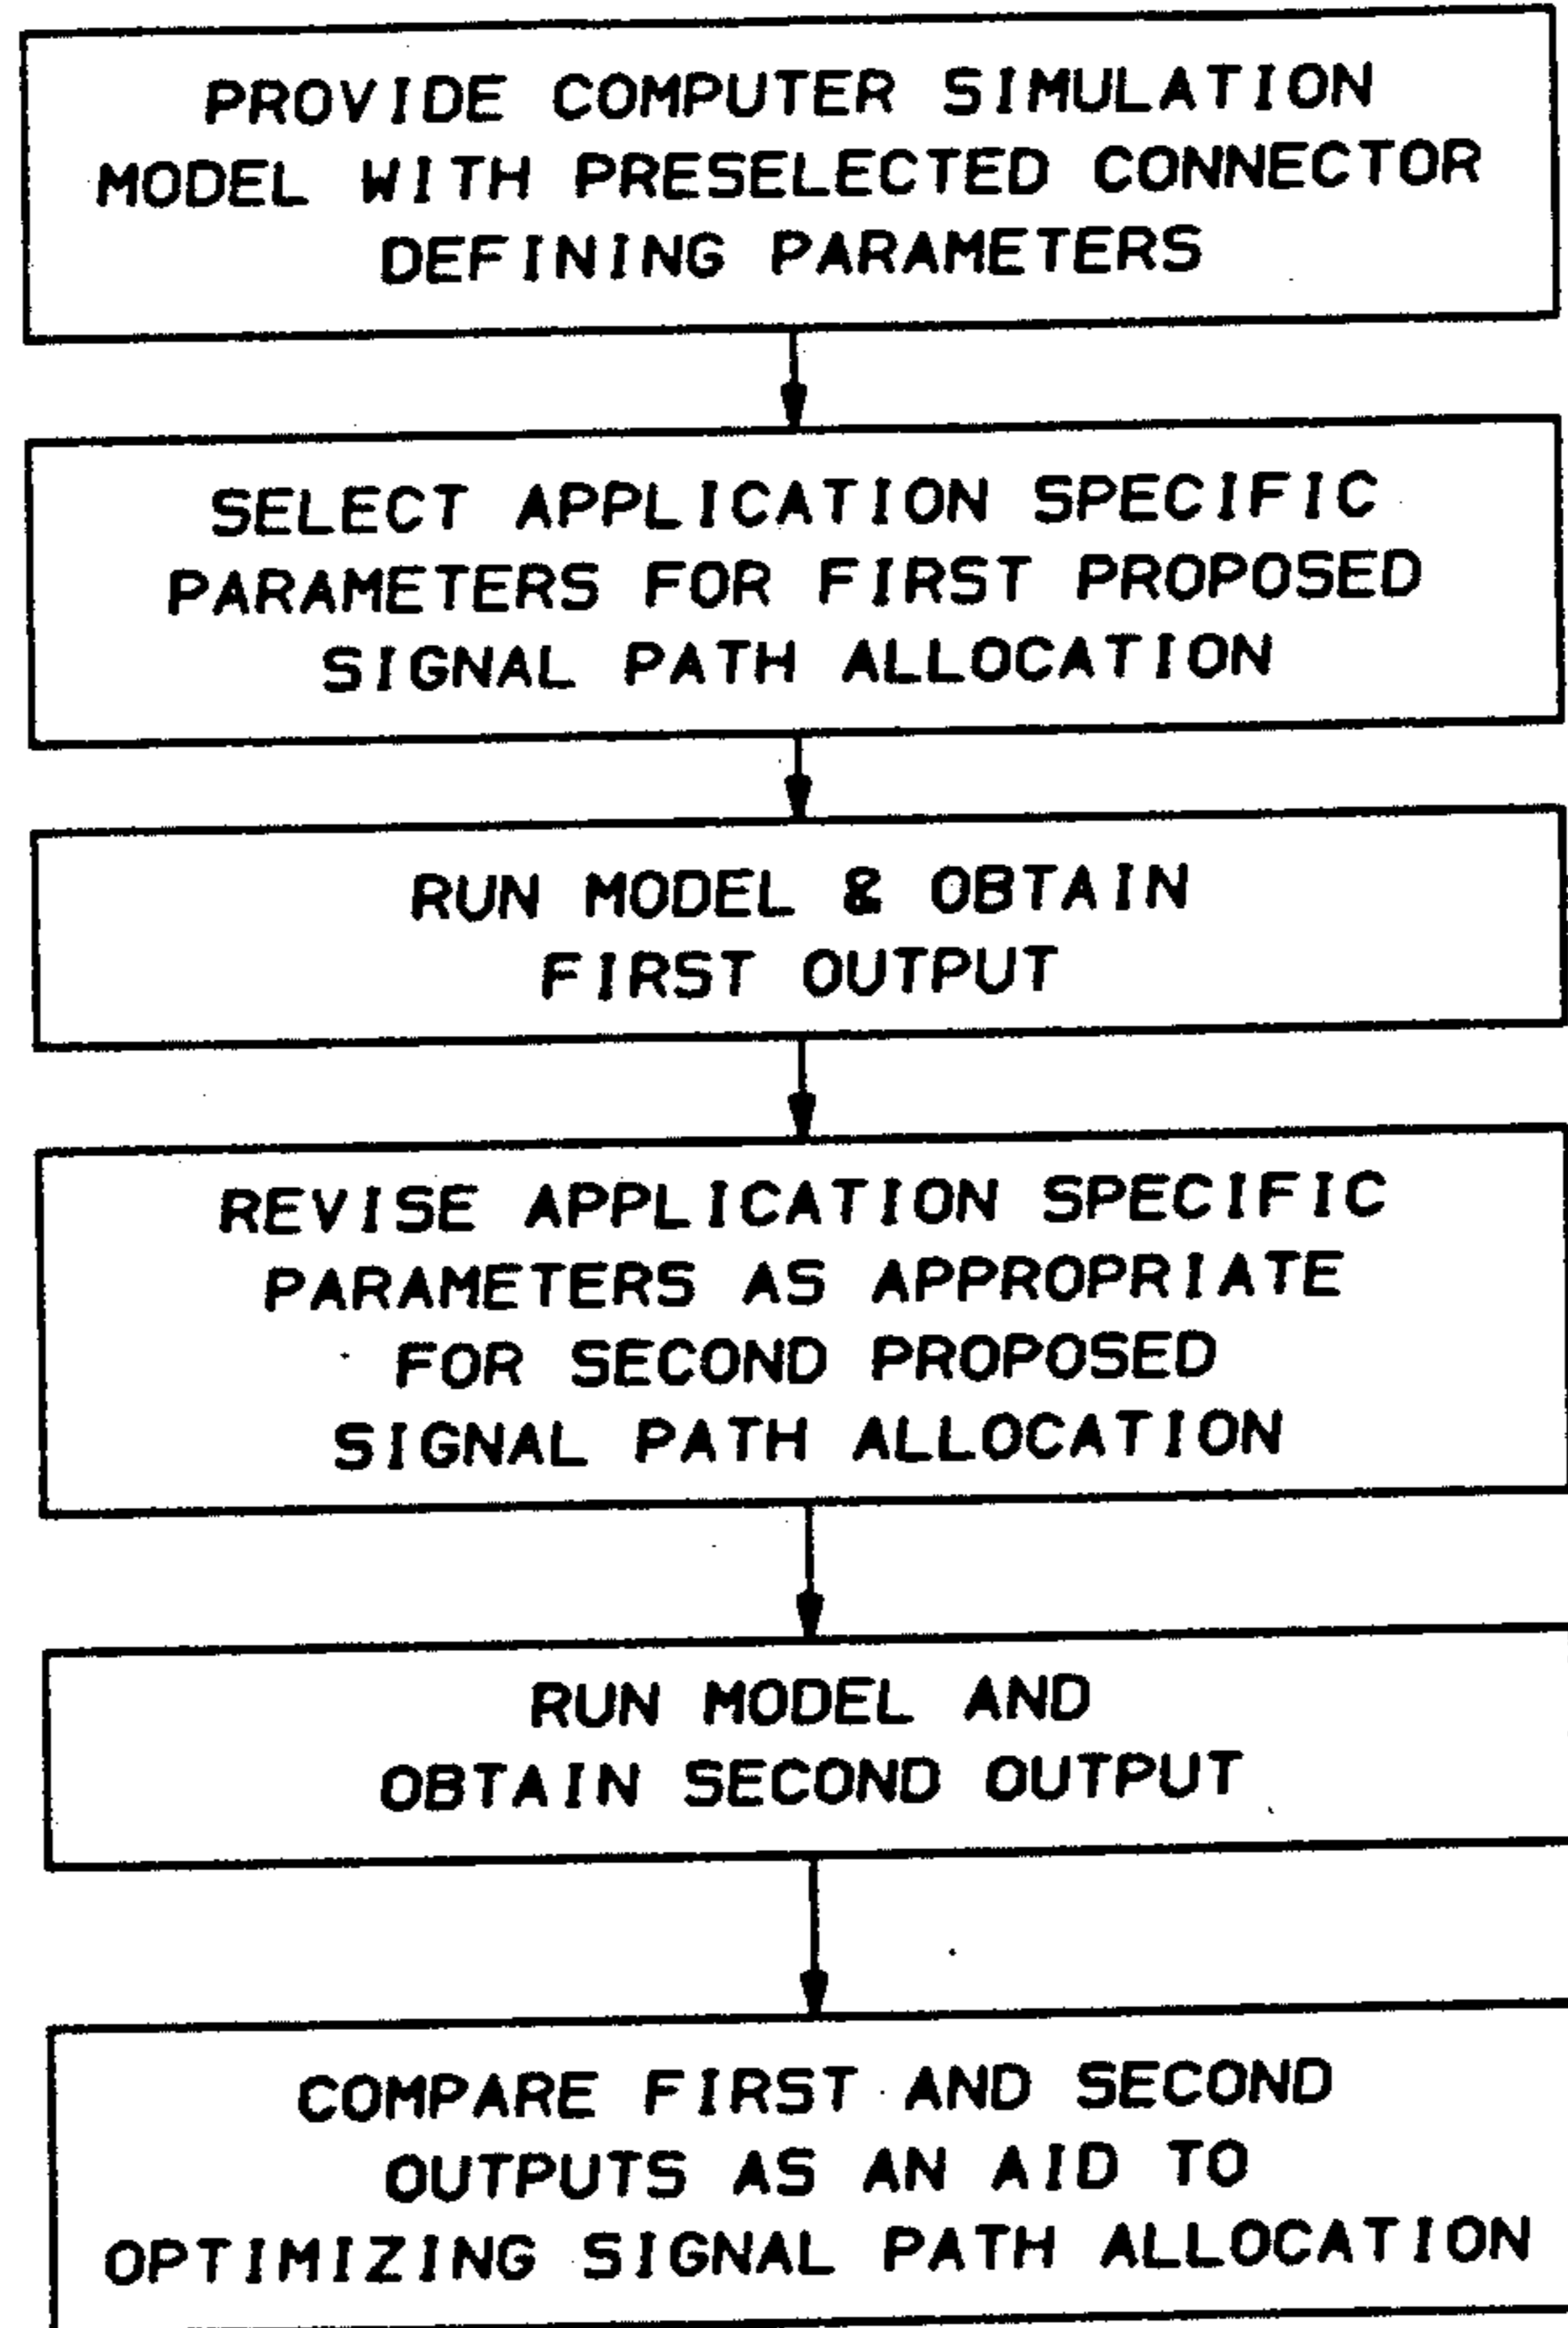 PROVIDE COMPUTER SIMULATION
MODEL WITH PRESELECTED CONNECTOR
DEFINING PARAMETERS
SELECT APPLICATION SPECIFIC
PARAMETERS FOR FIRST PROPOSED
SIGNAL PATH ALLOCATION
RUN MODEL & OBTAIN
FIRST OUTPUT
REVISE APPLICATION SPECIFIC
PARAMETERS AS APPROPRIATE
FOR SECOND PROPOSED
SIGNAL PATH ALLOCATION
RUN MODEL AND
OBTAIN SECOND OUTPUT
COMPARE FIRST AND SECOND
OUTPUTS AS AN AID TO
OPTIMIZING SIGNAL PATH ALLOCATION